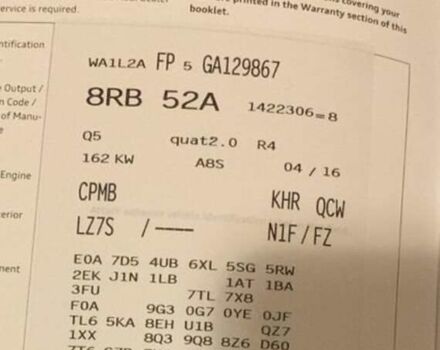 overing your
re printed in the Warranty section of this
booklet.
ervice is required.
ntification
WA1L2A FP 5 GA129867
e Output /
n Code /
of Manu-
8RB 52A 1422306=8
Q5 quat2.0 R4
162 KW A8S 04 / 16
Engine
CPMB KHR QCW
erior
LZ7S /---- N1F/FZ
E0A 7D5 4UB 6XL 5SG 5RW
2EK J1N 1LB 1AT 1BA
nent
3FU 7TL 7X8
F0A 9G3 0G7 0YE 0JF
TL6 5KA 8EH U1B QZ7
1XX 8Q3 9Q8 8Z6 D60